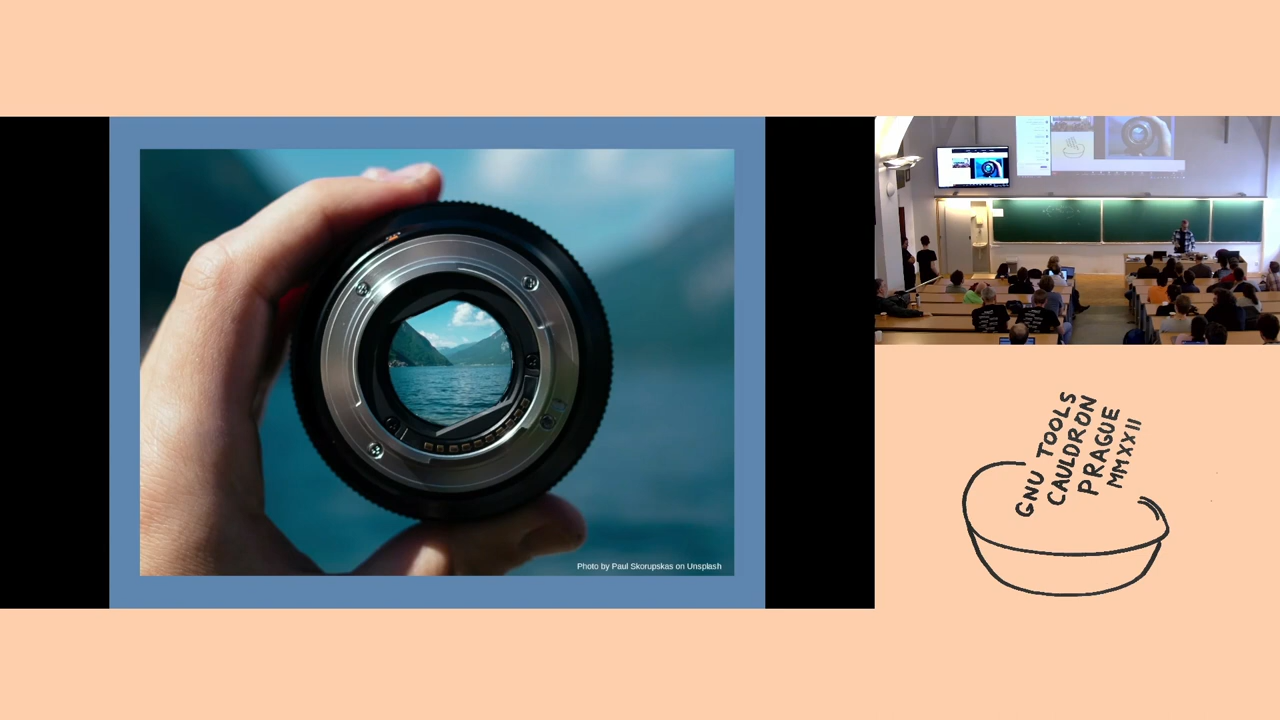 Photo by Paul Skorupskas on Unsplash
GNU TOOLS
CAULDRON
PRAGUE
MMXXII